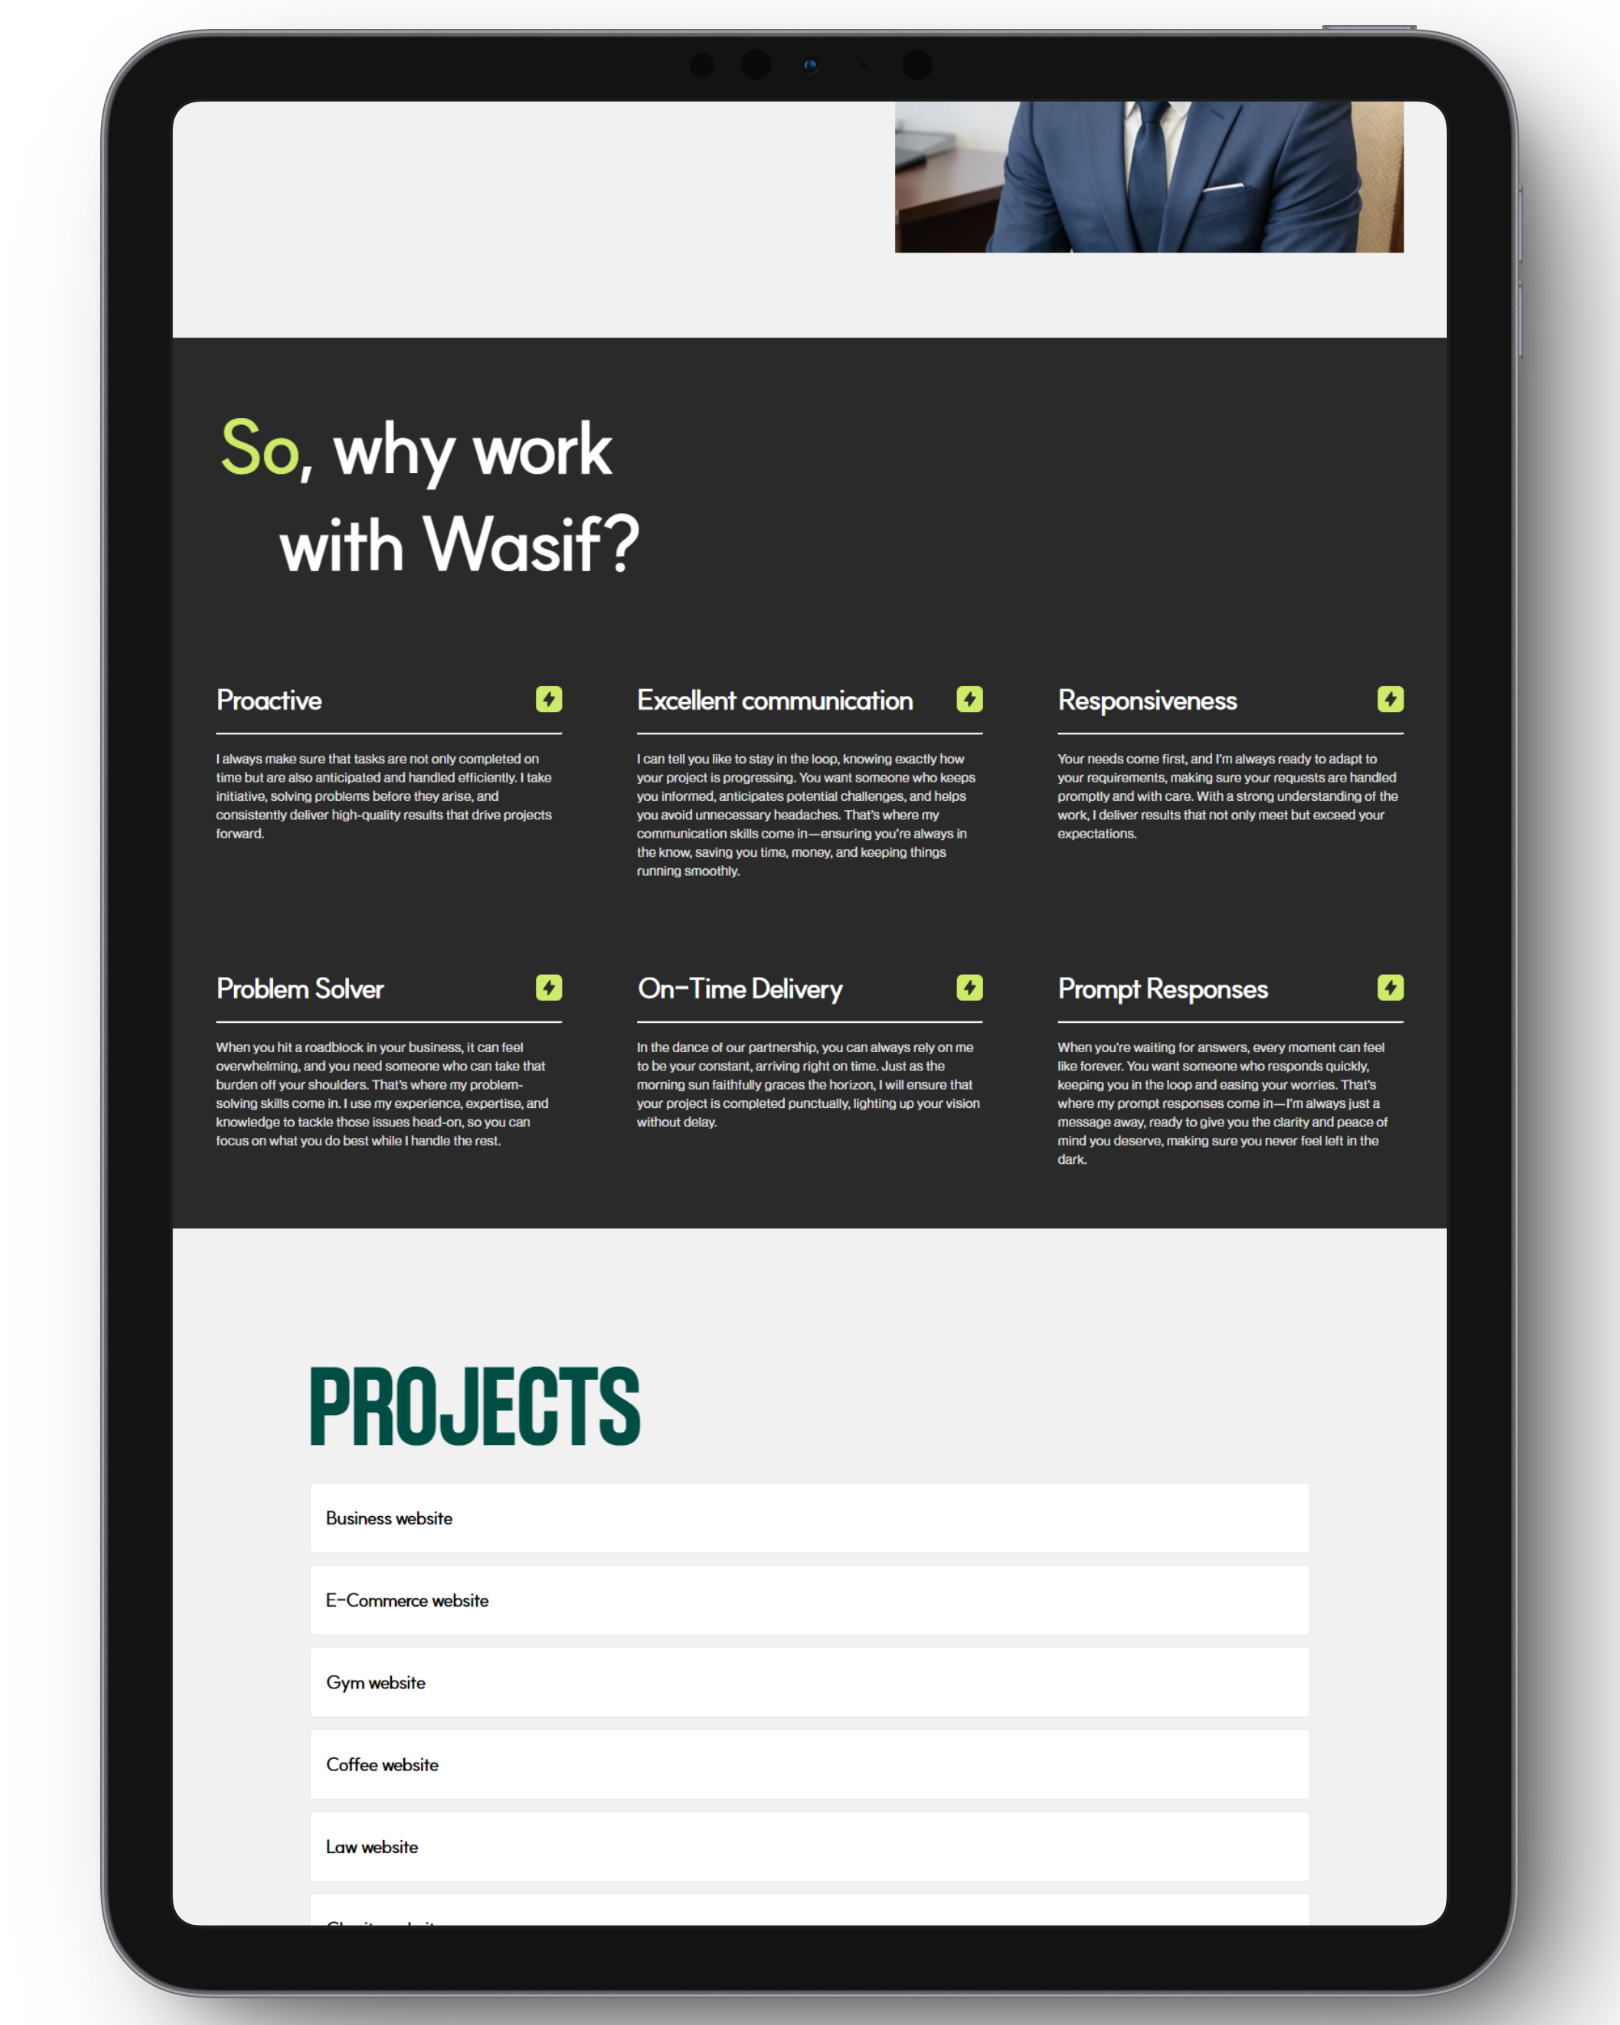 So, why work
with Wasif?
Proactive
I always make sure that tasks are not only completed on
time but are also anticipated and handled efficiently. I take
initiative, solving problems before they arise, and
consistently deliver high-quality results that drive projects
forward.
Excellent communication
I can tell you like to stay in the loop, knowing exactly how
your project is progressing. You want someone who keeps
you informed, anticipates potential challenges, and helps
you avoid unnecessary headaches. That's where my
communication skills come in—ensuring you're always in
the know, saving you time, money, and keeping things
running smoothly.
Responsiveness
Your needs come first, and I'm always ready to adapt to
your requirements, making sure your requests are handled
promptly and with care. With a strong understanding of the
work, I deliver results that not only meet but exceed your
expectations.
Problem Solver
When you hit a roadblock in your business, it can feel
overwhelming, and you need someone who can take that
burden off your shoulders. That's where my problem-
solving skills come in. I use my experience, expertise, and
knowledge to tackle those issues head-on, so you can
focus on what you do best while I handle the rest.
On-Time Delivery
In the dance of our partnership, you can always rely on me
to be your constant, arriving right on time. Just as the
morning sun faithfully graces the horizon, I will ensure that
your project is completed punctually, lighting up your vision
without delay.
Prompt Responses
When you're waiting for answers, every moment can feel
like forever. You want someone who responds quickly,
keeping you in the loop and easing your worries. That's
where my prompt responses come in—I'm always just a
message away, ready to give you the clarity and peace of
mind you deserve, making sure you never feel left in the
dark.
PROJECTS
Business website
E-Commerce website
Gym website
Coffee website
Law website